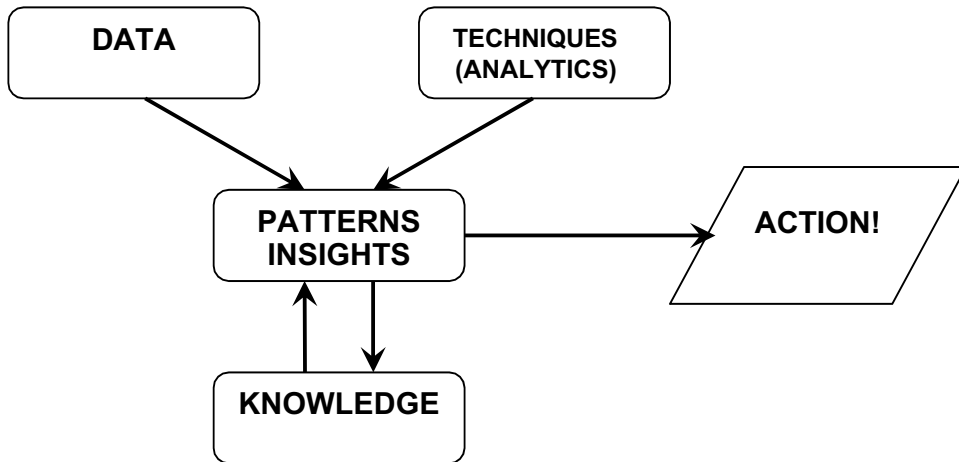 DATA
TECHNIQUES
(ANALYTICS)
PATTERNS
INSIGHTS
ACTION!
KNOWLEDGE